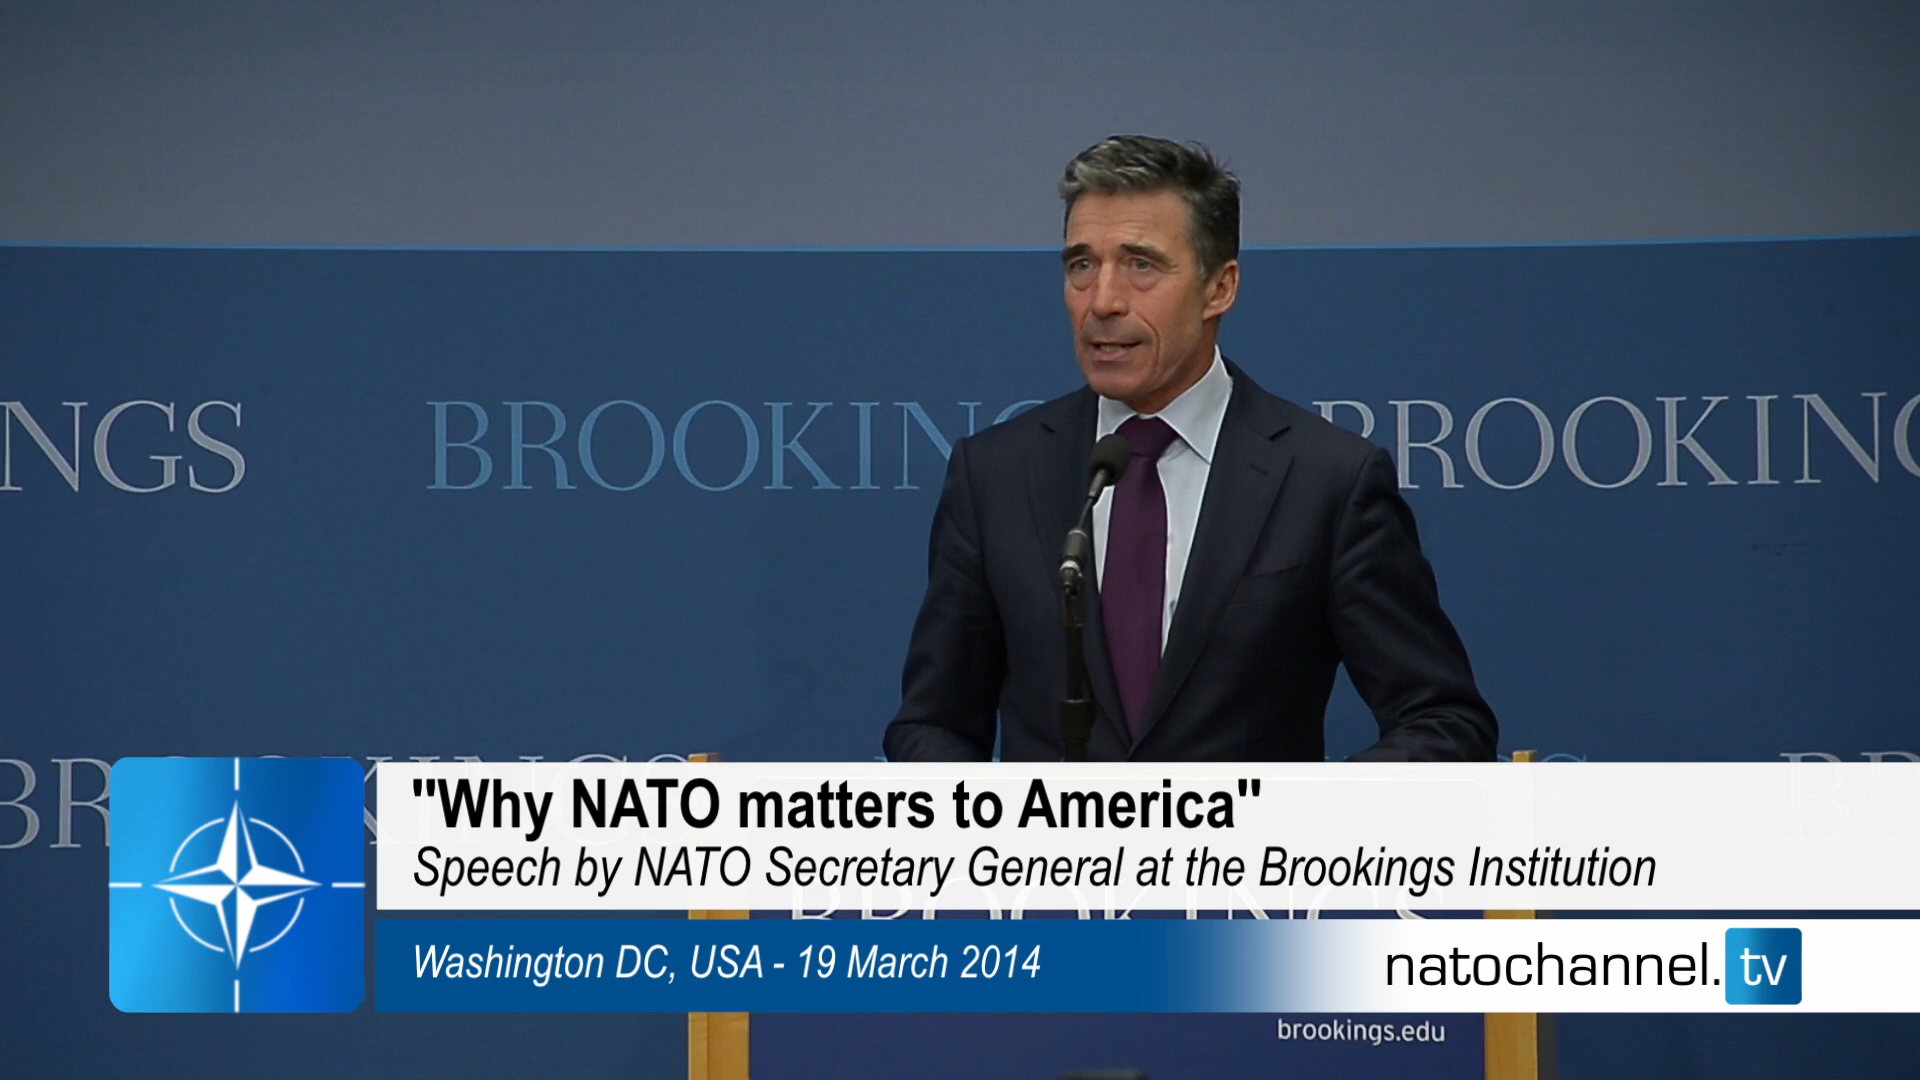 NGS BROOKIN ROOKIN
"Why NATO matters to America"
Speech by NATO Secretary General at the Brookings Institution
BROOKINGS
Washington DC, USA - 19 March 2014
natochannel.tv
brookings.edu